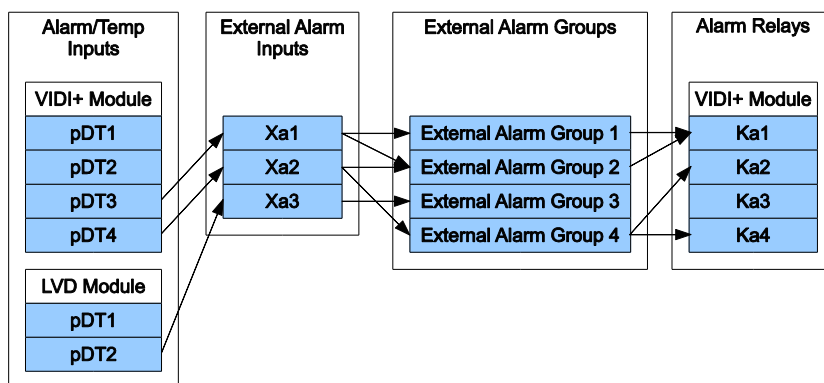 Alarm/Temp
Inputs
VIDI+ Module
pDT1
pDT2
pDT3
pDT4
LVD Module
pDT1
pDT2
External Alarm
Inputs
Xa1
Xa2
Xa3
External Alarm Groups
External Alarm Group 1
External Alarm Group 2
External Alarm Group 3
External Alarm Group 4
Alarm Relays
VIDI+ Module
Ka1
Ka2
Ka3
Ka4